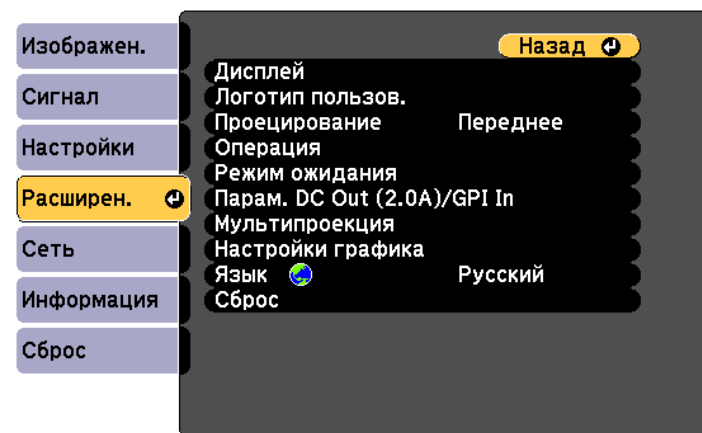 Изображен.
Сигнал
Настройки
Расширен.
Сеть
Информация
Сброс
Назад
Дисплей
Логотип пользов.
Проецирование Переднее
Операция
Режим ожидания
Парам. DC Out (2.0A)/GPI In
Мультипроекция
Настройки графика
Язык Русский
Сброс